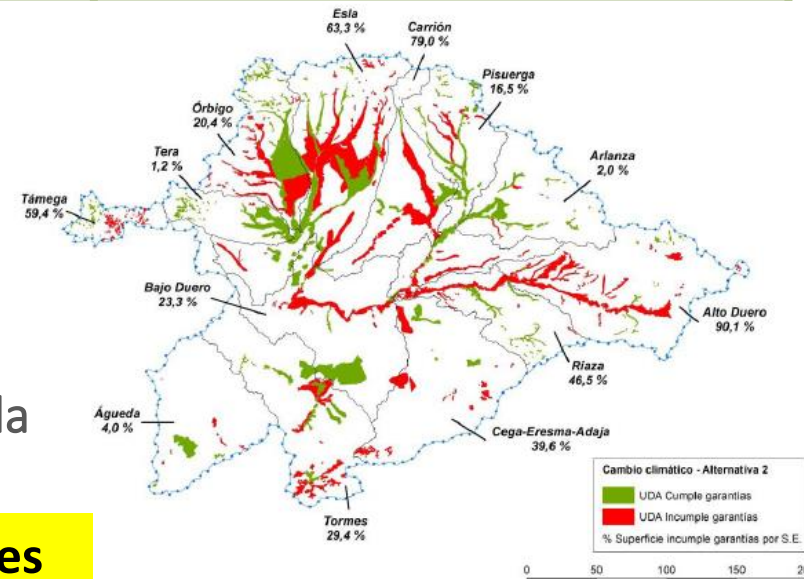 Esla
63,3 %
Carrión
79,0 %
Pisuerga
16,5 %
Órbigo
20,4 %
Tera
1,2 %
Arlanza
2,0 %
Támega
59,4 %
Bajo Duero
23,3 %
Alto Duero
90,1 %
Riaza
46,5 %
Águeda
4,0 %
Cega-Eresma-Adaja
39,6 %
Tormes
29,4 %
la
es
Cambio climático - Alternativa 2
UDA Cumple garantías
UDA Incumple garantías
% Superficie incumple garantías por S.E.
0 50 100 150